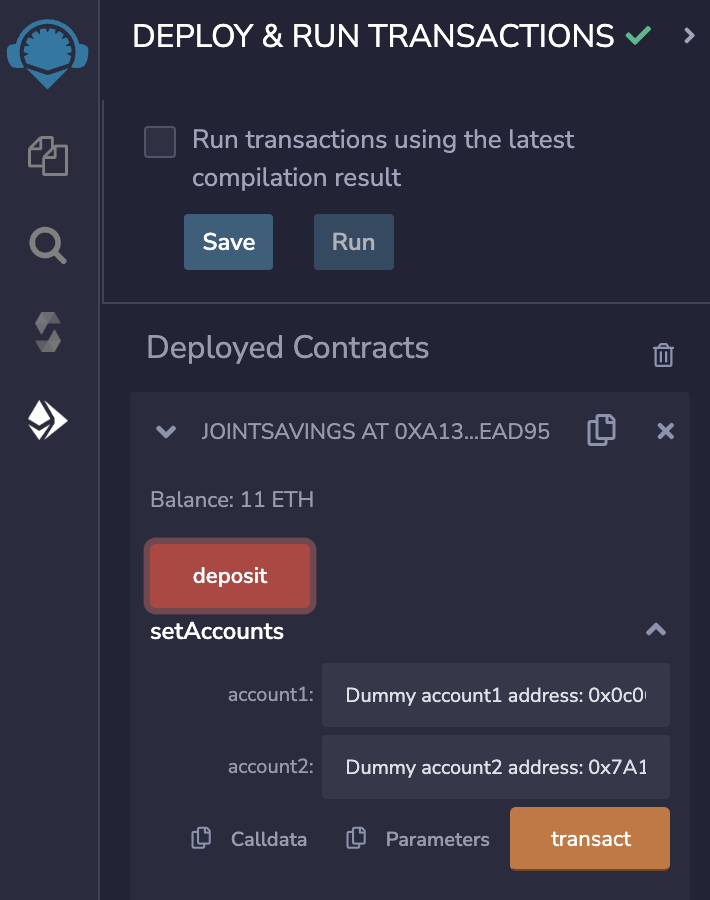 DEPLOY & RUN TRANSACTIONS
Run transactions using the latest
compilation result
Save Run
Deployed Contracts
JOINTSAVINGS AT 0XA13...EAD95
Balance: 11 ETH
deposit
setAccounts
account1: Dummy account1 address: 0x0c0
account2: Dummy account2 address: 0x7A1
Calldata Parameters transact